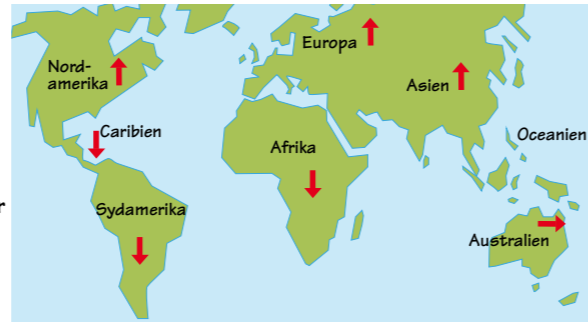 Europa
Nord-
amerika
Asien
Caribien
Oceanien
Afrika
r
Sydamerika
Australien